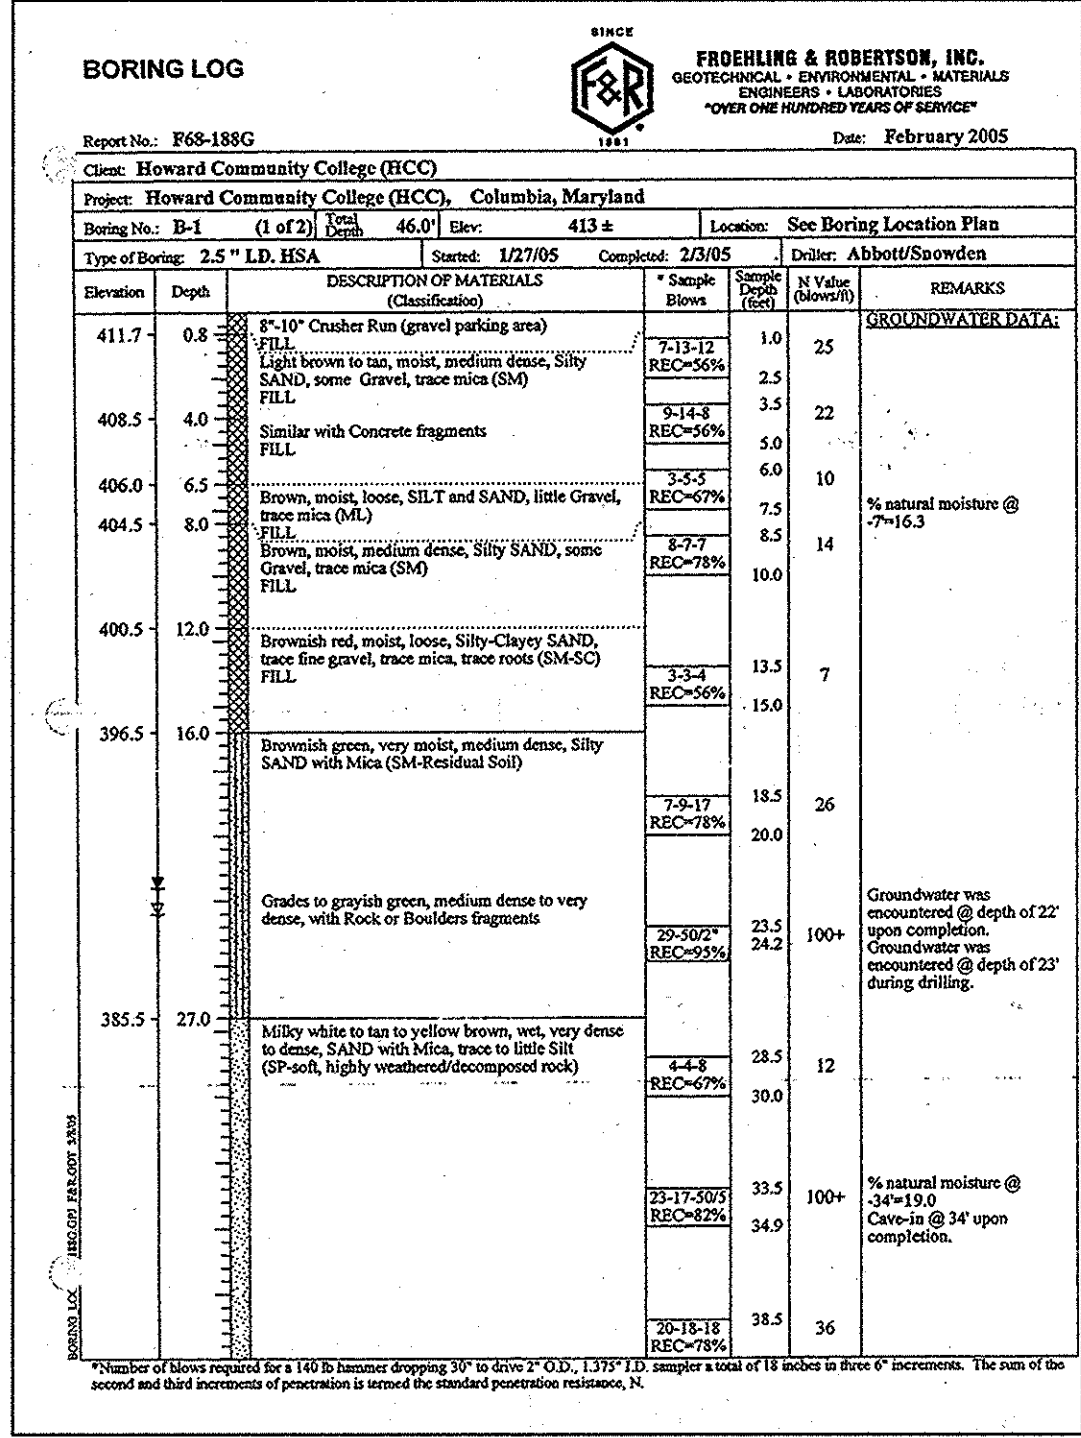 SINCE
F&R
1881
BORING LOG
FROEHLING & ROBERTSON, INC.
GEOTECHNICAL • ENVIRONMENTAL • MATERIALS
ENGINEERS • LABORATORIES
"OVER ONE HUNDRED YEARS OF SERVICE"
Report No.: F68-188G
Date: February 2005
Client: Howard Community College (HCC)
Project: Howard Community College (HCC), Columbia, Maryland
Boring No.: B-1 (1 of 2) Total Depth 46.0' Elev: 413 ± Location: See Boring Location Plan
Type of Boring: 2.5 " I.D. HSA Started: 1/27/05 Completed: 2/3/05 Driller: Abbott/Snowden
Elevation Depth DESCRIPTION OF MATERIALS (Classification) * Sample Blows Sample Depth (feet) N Value (blows/ft) REMARKS
GROUNDWATER DATA:
411.7 0.8 8"-10" Crusher Run (gravel parking area)
FILL
7-13-12 1.0 25
Light brown to tan, moist, medium dense, Silty
SAND, some Gravel, trace mica (SM)
FILL
REC=56% 2.5
408.5 4.0
9-14-8 3.5 22
Similar with Concrete fragments
FILL
REC=56% 5.0
406.0 6.5
3-5-5 6.0 10
Brown, moist, loose, SILT and SAND, little Gravel,
trace mica (ML)
FILL
REC=67% 7.5
% natural moisture @
-7'=16.3
404.5 8.0
8-7-7 8.5 14
Brown, moist, medium dense, Silty SAND, some
Gravel, trace mica (SM)
FILL
REC=78% 10.0
400.5 12.0
Brownish red, moist, loose, Silty-Clayey SAND,
trace fine gravel, trace mica, trace roots (SM-SC)
FILL
3-3-4 13.5 7
REC=56% 15.0
396.5 16.0
Brownish green, very moist, medium dense, Silty
SAND with Mica (SM-Residual Soil)
7-9-17 18.5 26
REC=78% 20.0
Grades to grayish green, medium dense to very
dense, with Rock or Boulders fragments
29-50/2" 23.5 100+
REC=95% 24.2
Groundwater was
encountered @ depth of 22'
upon completion.
Groundwater was
encountered @ depth of 23'
during drilling.
385.5 27.0
Milky white to tan to yellow brown, wet, very dense
to dense, SAND with Mica, trace to little Silt
(SP-soft, highly weathered/decomposed rock)
4-4-8 28.5 12
REC=67% 30.0
23-17-50/5 33.5 100+
REC=82% 34.9
% natural moisture @
-34'=19.0
Cave-in @ 34' upon
completion.
20-18-18 38.5 36
REC=78%
BORING 188G.GPJ F&R.GDT
*Number of blows required for a 140 lb hammer dropping 30" to drive 2" O.D., 1.375" I.D. sampler a total of 18 inches in three 6" increments. The sum of the
second and third increments of penetration is termed the standard penetration resistance, N.